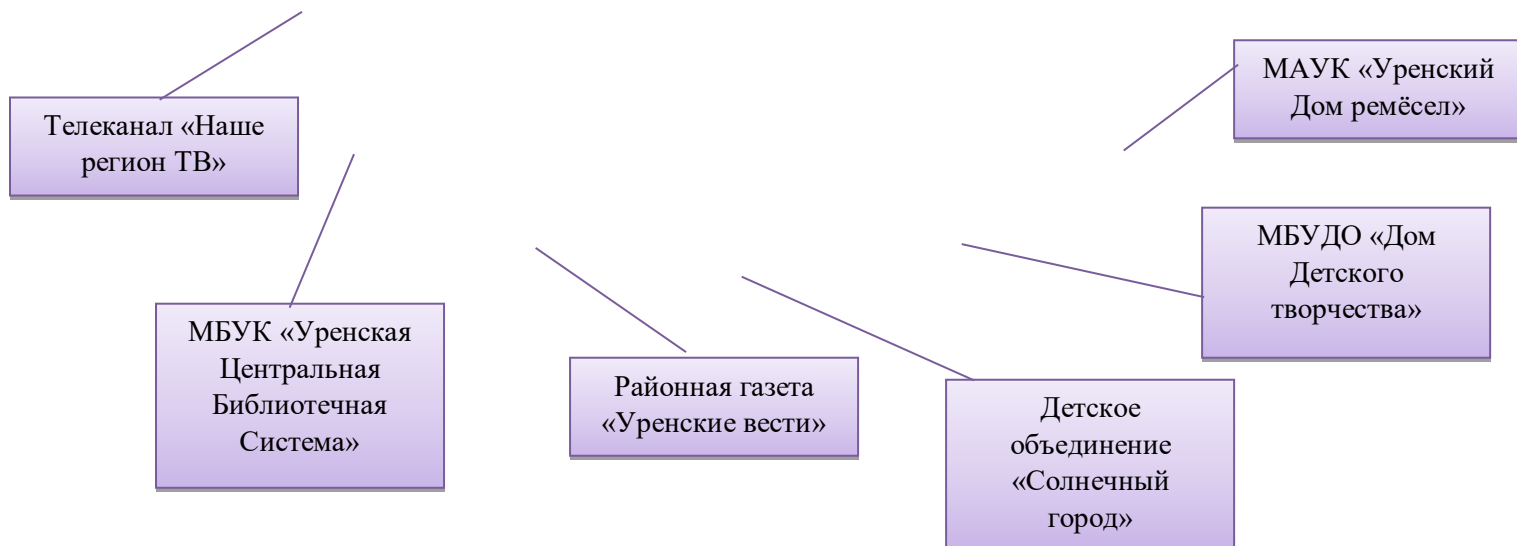 МАУК «Уренский
Дом ремёсел»
Телеканал «Наше
регион ТВ»
МБУДО «Дом
Детского
творчества»
МБУК «Уренская
Центральная
Библиотечная
Система»
Районная газета
«Уренские вести»
Детское
объединение
«Солнечный
город»